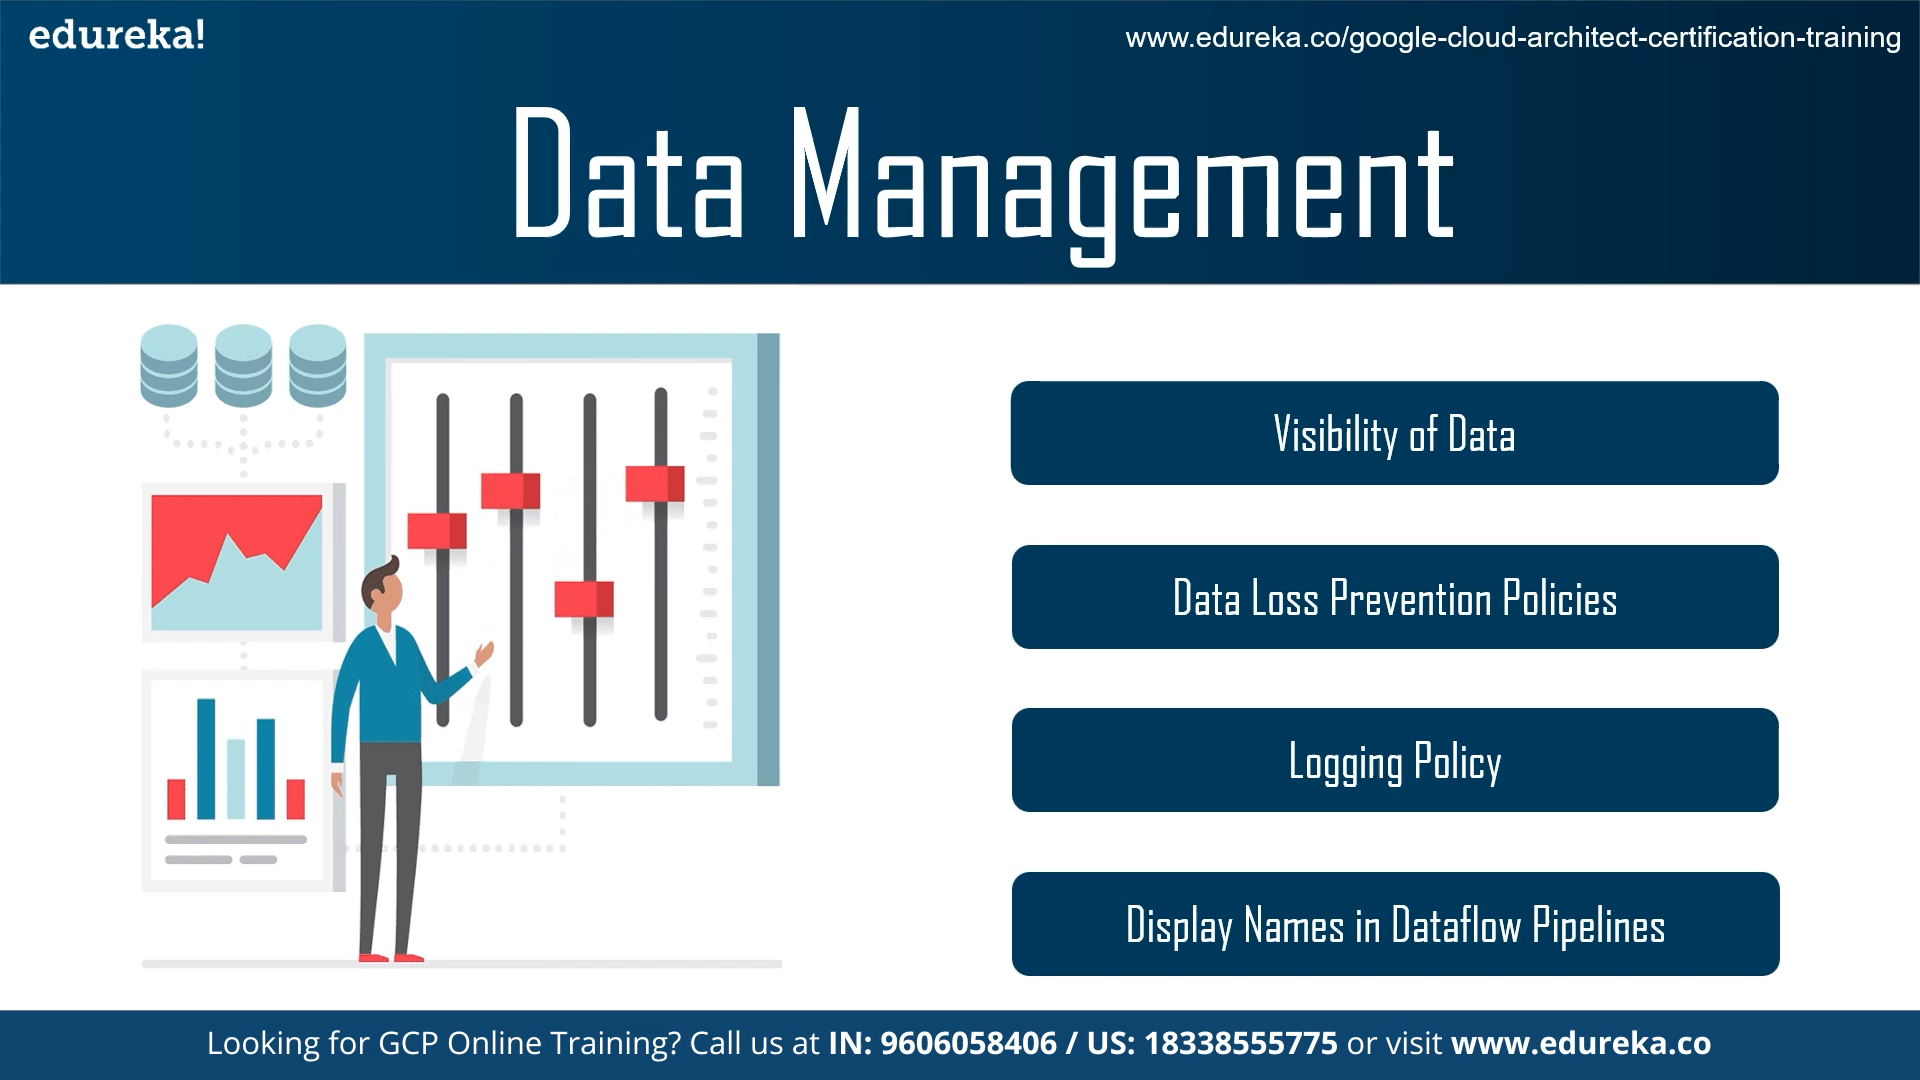 edureka!
www.edureka.co/google-cloud-architect-certification-training
Data Management
Visibility of Data
Data Loss Prevention Policies
Logging Policy
Display Names in Dataflow Pipelines
Looking for GCP Online Training? Call us at IN: 9606058406 / US: 18338555775 or visit www.edureka.co